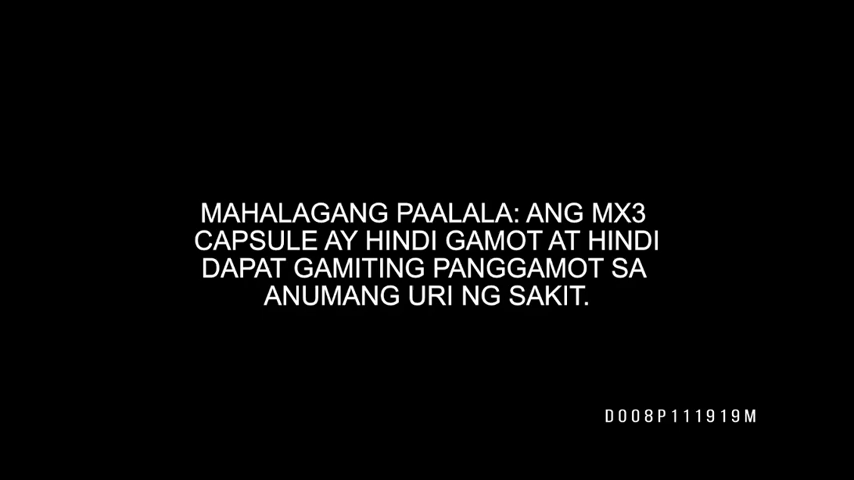 MAHALAGANG PAALALA: ANG MX3
CAPSULE AY HINDI GAMOT AT HINDI
DAPAT GAMITING PANGGAMOT SA
ANUMANG URI NG SAKIT.
D008P111919M